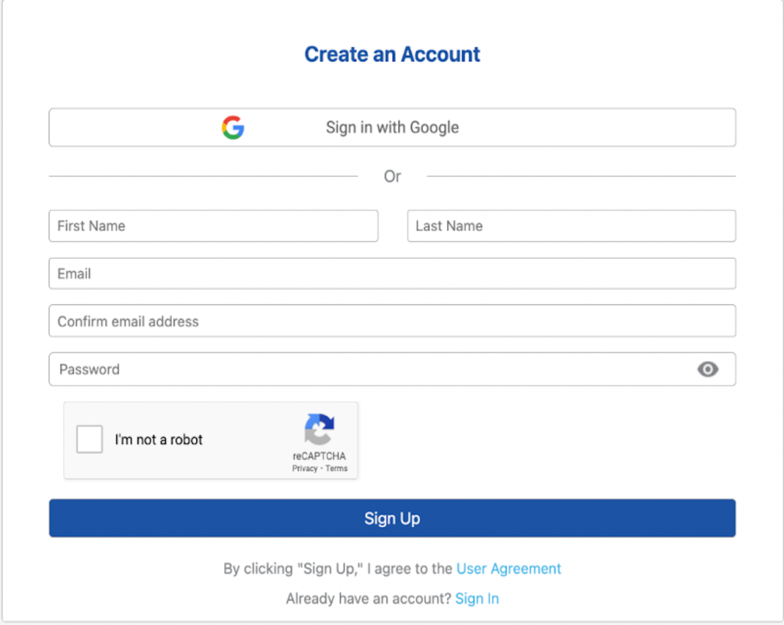 Create an Account
Sign in with Google
Or
First Name
Last Name
Email
Confirm email address
Password
I'm not a robot
reCAPTCHA
Privacy - Terms
Sign Up
By clicking "Sign Up," I agree to the User Agreement
Already have an account? Sign In